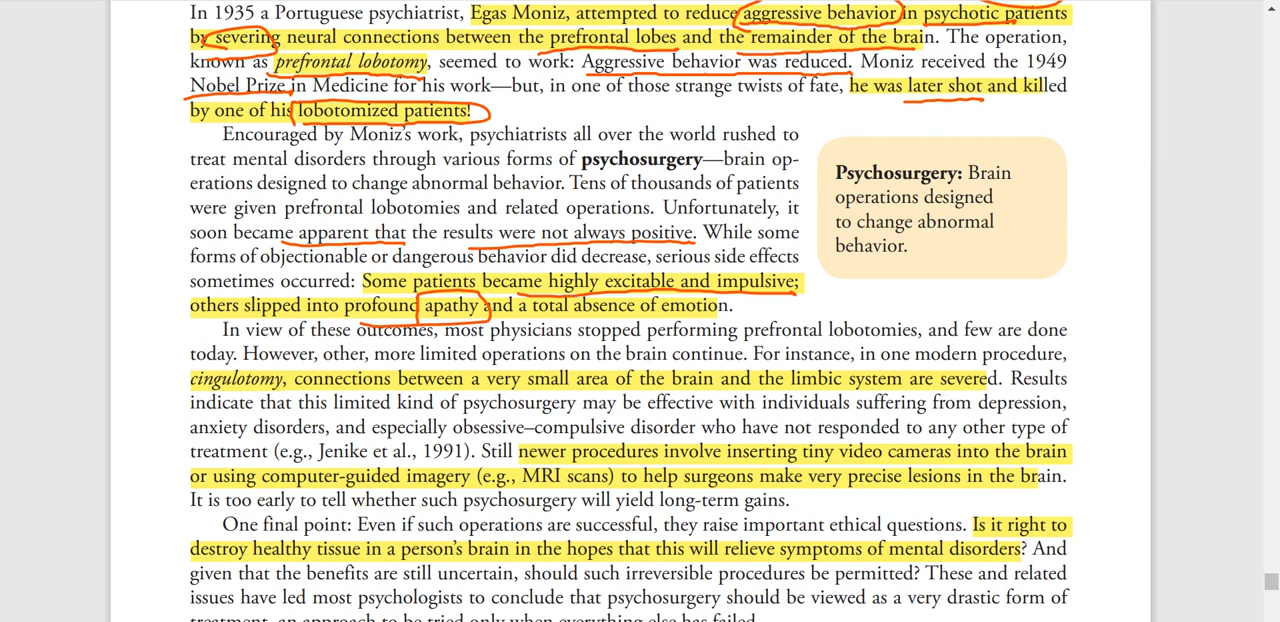 In 1935 a Portuguese psychiatrist, Egas Moniz, attempted to reduce aggressive behavior in psychotic patients
by severing neural connections between the prefrontal lobes and the remainder of the brain. The operation,
known as prefrontal lobotomy, seemed to work: Aggressive behavior was reduced. Moniz received the 1949
Nobel Prize in Medicine for his work—but, in one of those strange twists of fate, he was later shot and killed
by one of his lobotomized patients!
Encouraged by Moniz's work, psychiatrists all over the world rushed to
treat mental disorders through various forms of psychosurgery—brain op-
erations designed to change abnormal behavior. Tens of thousands of patients
were given prefrontal lobotomies and related operations. Unfortunately, it
soon became apparent that the results were not always positive. While some
forms of objectionable or dangerous behavior did decrease, serious side effects
sometimes occurred: Some patients became highly excitable and impulsive;
others slipped into profound apathy and a total absence of emotion.
Psychosurgery: Brain
operations designed
to change abnormal
behavior.
In view of these outcomes, most physicians stopped performing prefrontal lobotomies, and few are done
today. However, other, more limited operations on the brain continue. For instance, in one modern procedure,
cingulotomy, connections between a very small area of the brain and the limbic system are severed. Results
indicate that this limited kind of psychosurgery may be effective with individuals suffering from depression,
anxiety disorders, and especially obsessive–compulsive disorder who have not responded to any other type of
treatment (e.g., Jenike et al., 1991). Still newer procedures involve inserting tiny video cameras into the brain
or using computer-guided imagery (e.g., MRI scans) to help surgeons make very precise lesions in the brain.
It is too early to tell whether such psychosurgery will yield long-term gains.
One final point: Even if such operations are successful, they raise important ethical questions. Is it right to
destroy healthy tissue in a person's brain in the hopes that this will relieve symptoms of mental disorders? And
given that the benefits are still uncertain, should such irreversible procedures be permitted? These and related
issues have led most psychologists to conclude that psychosurgery should be viewed as a very drastic form of
treatment, an approach to be tried only when everything else has failed.